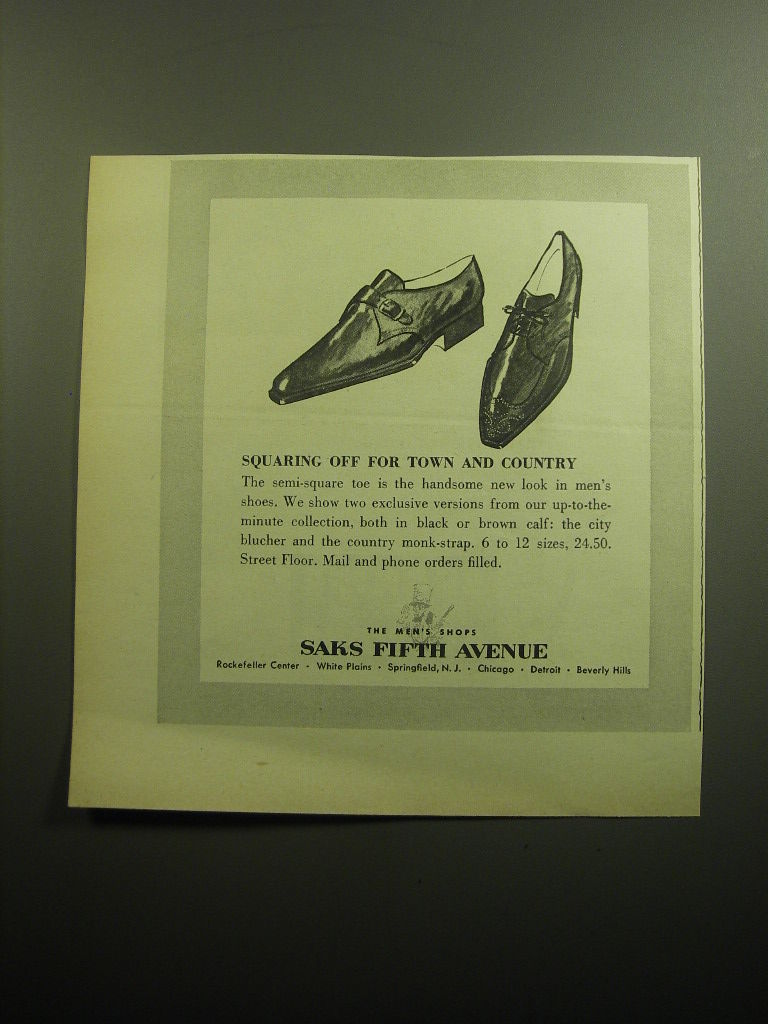 SQUARING OFF FOR TOWN AND COUNTRY
The semi-square toe is the handsome new look in men's
shoes. We show two exclusive versions from our up-to-the-
minute collection, both in black or brown calf: the city
blucher and the country monk-strap. 6 to 12 sizes, 24.50.
Street Floor. Mail and phone orders filled.
THE MEN'S SHOPS
SAKS FIFTH AVENUE
Rockefeller Center · White Plains · Springfield, N. J. · Chicago · Detroit · Beverly Hills